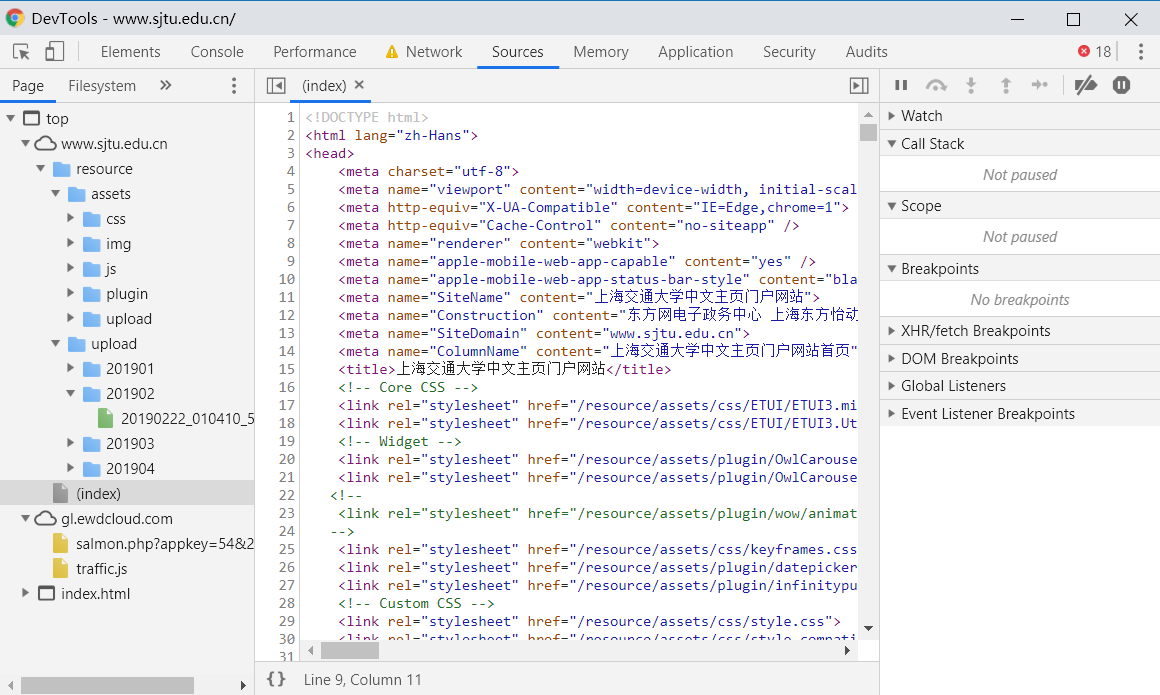 DevTools - www.sjtu.edu.cn/
Elements Console Performance Network Sources Memory Application Security Audits 18
Page Filesystem »
(index) ×
top
www.sjtu.edu.cn
resource
assets
css
img
js
plugin
upload
upload
201901
201902
20190222_010410_5
201903
201904
(index)
gl.ewdcloud.com
salmon.php?appkey=54&2
traffic.js
index.html
1 <!DOCTYPE html>
2 <html lang="zh-Hans">
3 <head>
4 <meta charset="utf-8">
5 <meta name="viewport" content="width=device-width, initial-scal
6 <meta http-equiv="X-UA-Compatible" content="IE=Edge,chrome=1">
7 <meta http-equiv="Cache-Control" content="no-siteapp" />
8 <meta name="renderer" content="webkit">
9 <meta name="apple-mobile-web-app-capable" content="yes" />
10 <meta name="apple-mobile-web-app-status-bar-style" content="bla
11 <meta name="SiteName" content="上海交通大学中文主页门户网站">
12 <meta name="Construction" content="东方网电子政务中心 上海东方怡动
13 <meta name="SiteDomain" content="www.sjtu.edu.cn">
14 <meta name="ColumnName" content="上海交通大学中文主页门户网站首页"
15 <title>上海交通大学中文主页门户网站</title>
16 <!-- Core CSS -->
17 <link rel="stylesheet" href="/resource/assets/css/ETUI/ETUI3.mi
18 <link rel="stylesheet" href="/resource/assets/css/ETUI/ETUI3.Ut
19 <!-- Widget -->
20 <link rel="stylesheet" href="/resource/assets/plugin/OwlCarouse
21 <link rel="stylesheet" href="/resource/assets/plugin/OwlCarouse
22 <!--
23 <link rel="stylesheet" href="/resource/assets/plugin/wow/animat
24 -->
25 <link rel="stylesheet" href="/resource/assets/css/keyframes.css
26 <link rel="stylesheet" href="/resource/assets/plugin/datepicker
27 <link rel="stylesheet" href="/resource/assets/plugin/infinitypu
28 <!-- Custom CSS -->
29 <link rel="stylesheet" href="/resource/assets/css/style.css">
30 <link rel="stylesheet" href="/resource/assets/css/style.compati
31
{} Line 9, Column 11
Watch
Call Stack
Not paused
Scope
Not paused
Breakpoints
No breakpoints
XHR/fetch Breakpoints
DOM Breakpoints
Global Listeners
Event Listener Breakpoints